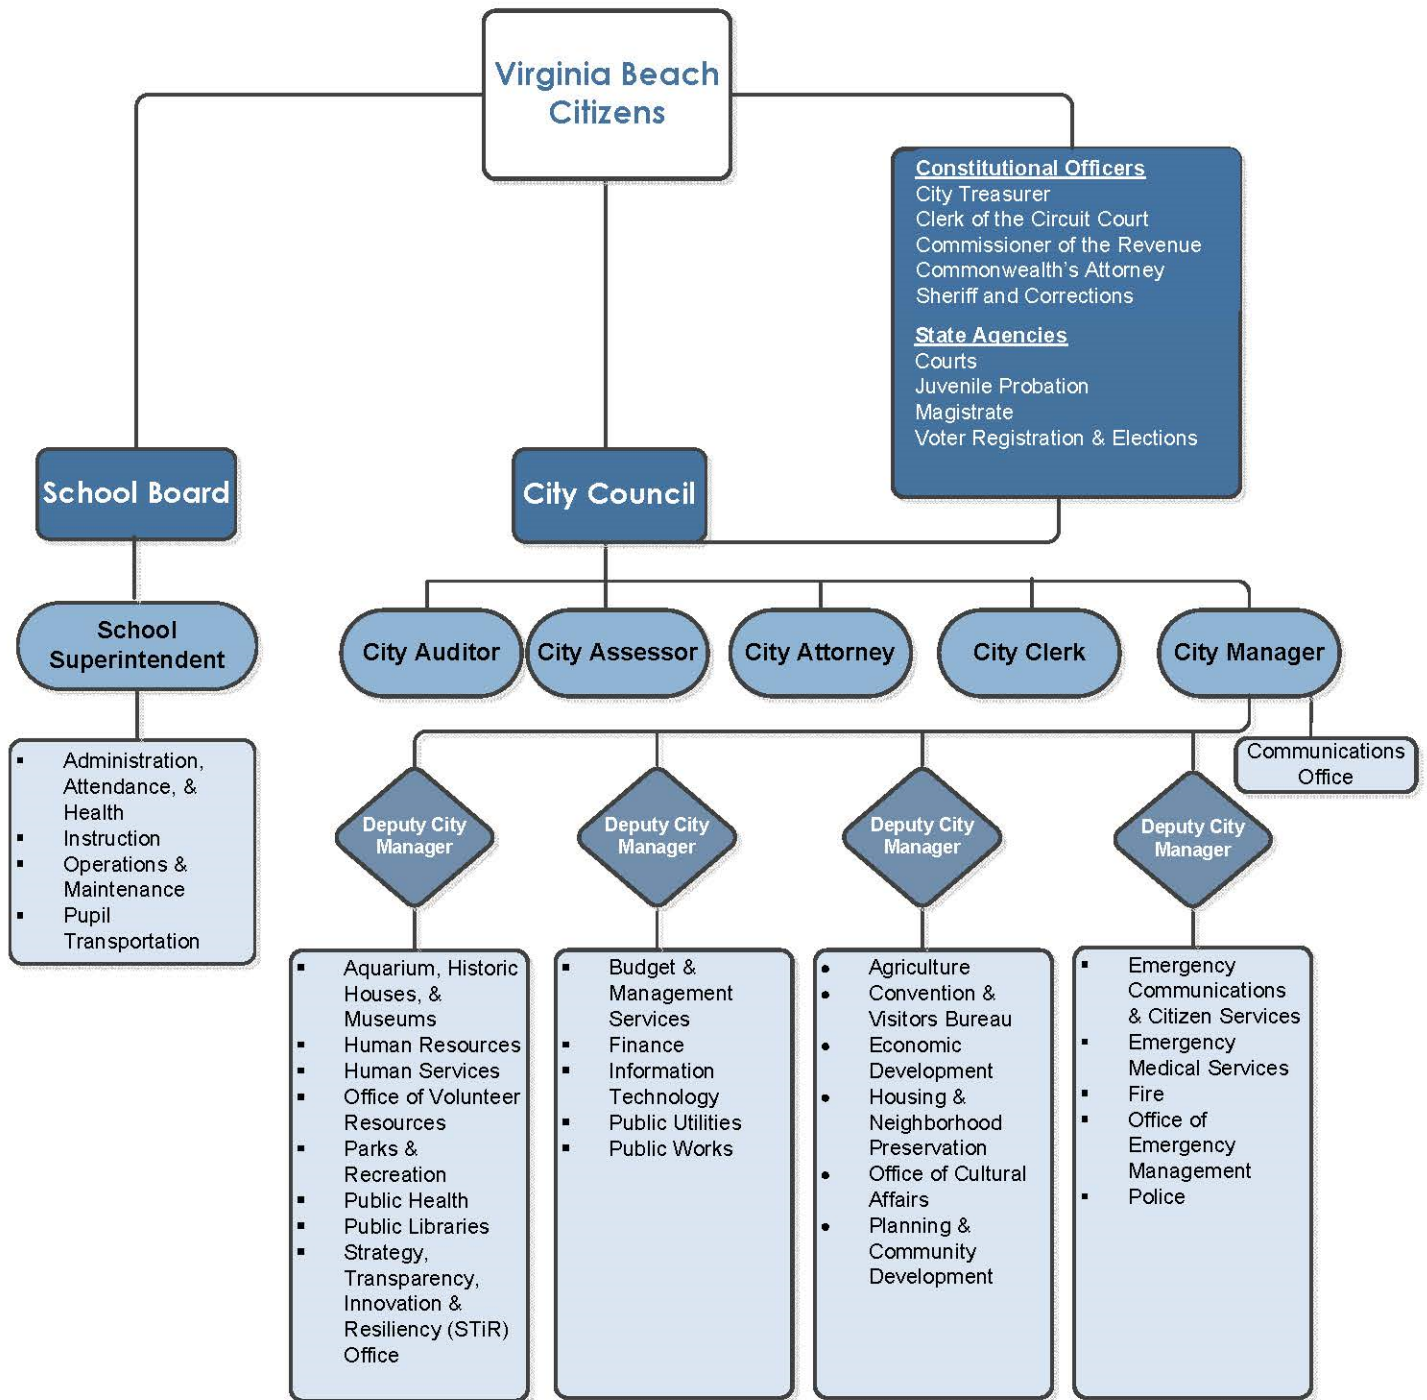 Virginia Beach
Citizens
Constitutional Officers
City Treasurer
Clerk of the Circuit Court
Commissioner of the Revenue
Commonwealth's Attorney
Sheriff and Corrections
State Agencies
Courts
Juvenile Probation
Magistrate
Voter Registration & Elections
School Board
City Council
School
Superintendent
City Auditor
City Assessor
City Attorney
City Clerk
City Manager
▪ Administration,
Attendance, &
Health
▪ Instruction
▪ Operations &
Maintenance
▪ Pupil
Transportation
Communications
Office
Deputy City
Manager
Deputy City
Manager
Deputy City
Manager
Deputy City
Manager
▪ Aquarium, Historic
Houses, &
Museums
▪ Human Resources
▪ Human Services
▪ Office of Volunteer
Resources
▪ Parks &
Recreation
▪ Public Health
▪ Public Libraries
▪ Strategy,
Transparency,
Innovation &
Resiliency (STiR)
Office
▪ Budget &
Management
Services
▪ Finance
▪ Information
Technology
▪ Public Utilities
▪ Public Works
• Agriculture
• Convention &
Visitors Bureau
• Economic
Development
• Housing &
Neighborhood
Preservation
• Office of Cultural
Affairs
• Planning &
Community
Development
▪ Emergency
Communications
& Citizen Services
▪ Emergency
Medical Services
▪ Fire
▪ Office of
Emergency
Management
▪ Police